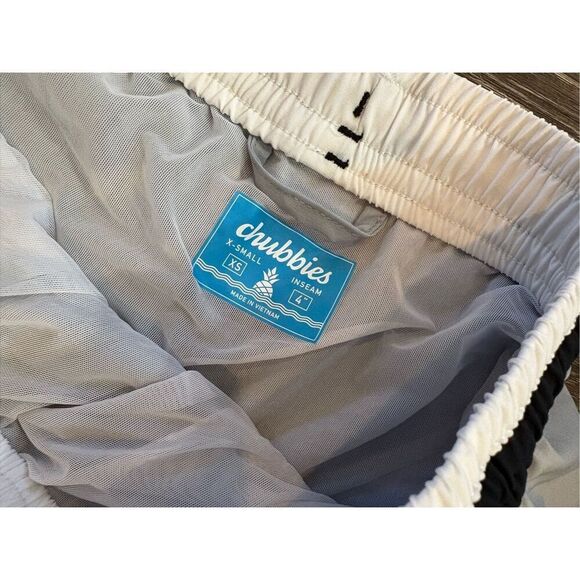 chubbies
X-SMALL
XS
INSEAM
4"
MADE IN VIETNAM